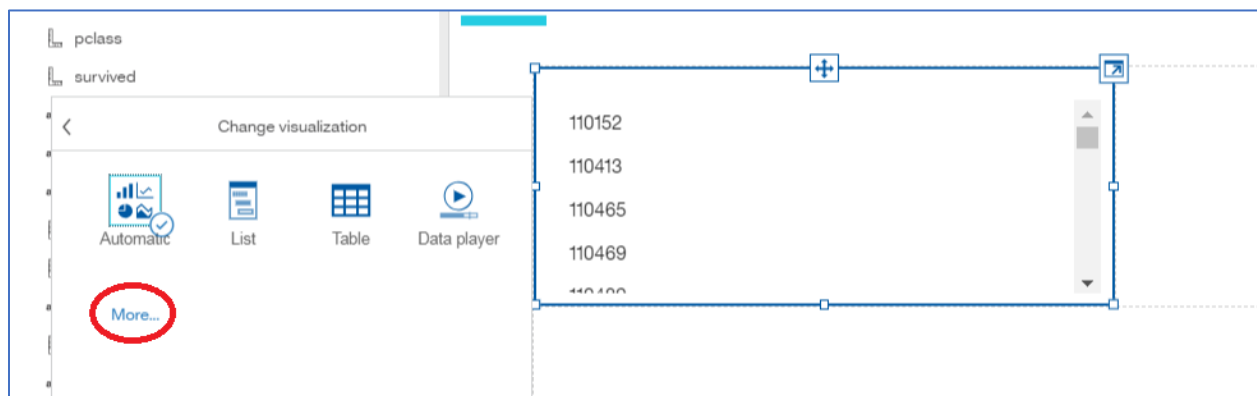 pclass
survived
Change visualization
Automatic
List
Table
Data player
More...
110152
110413
110465
110469